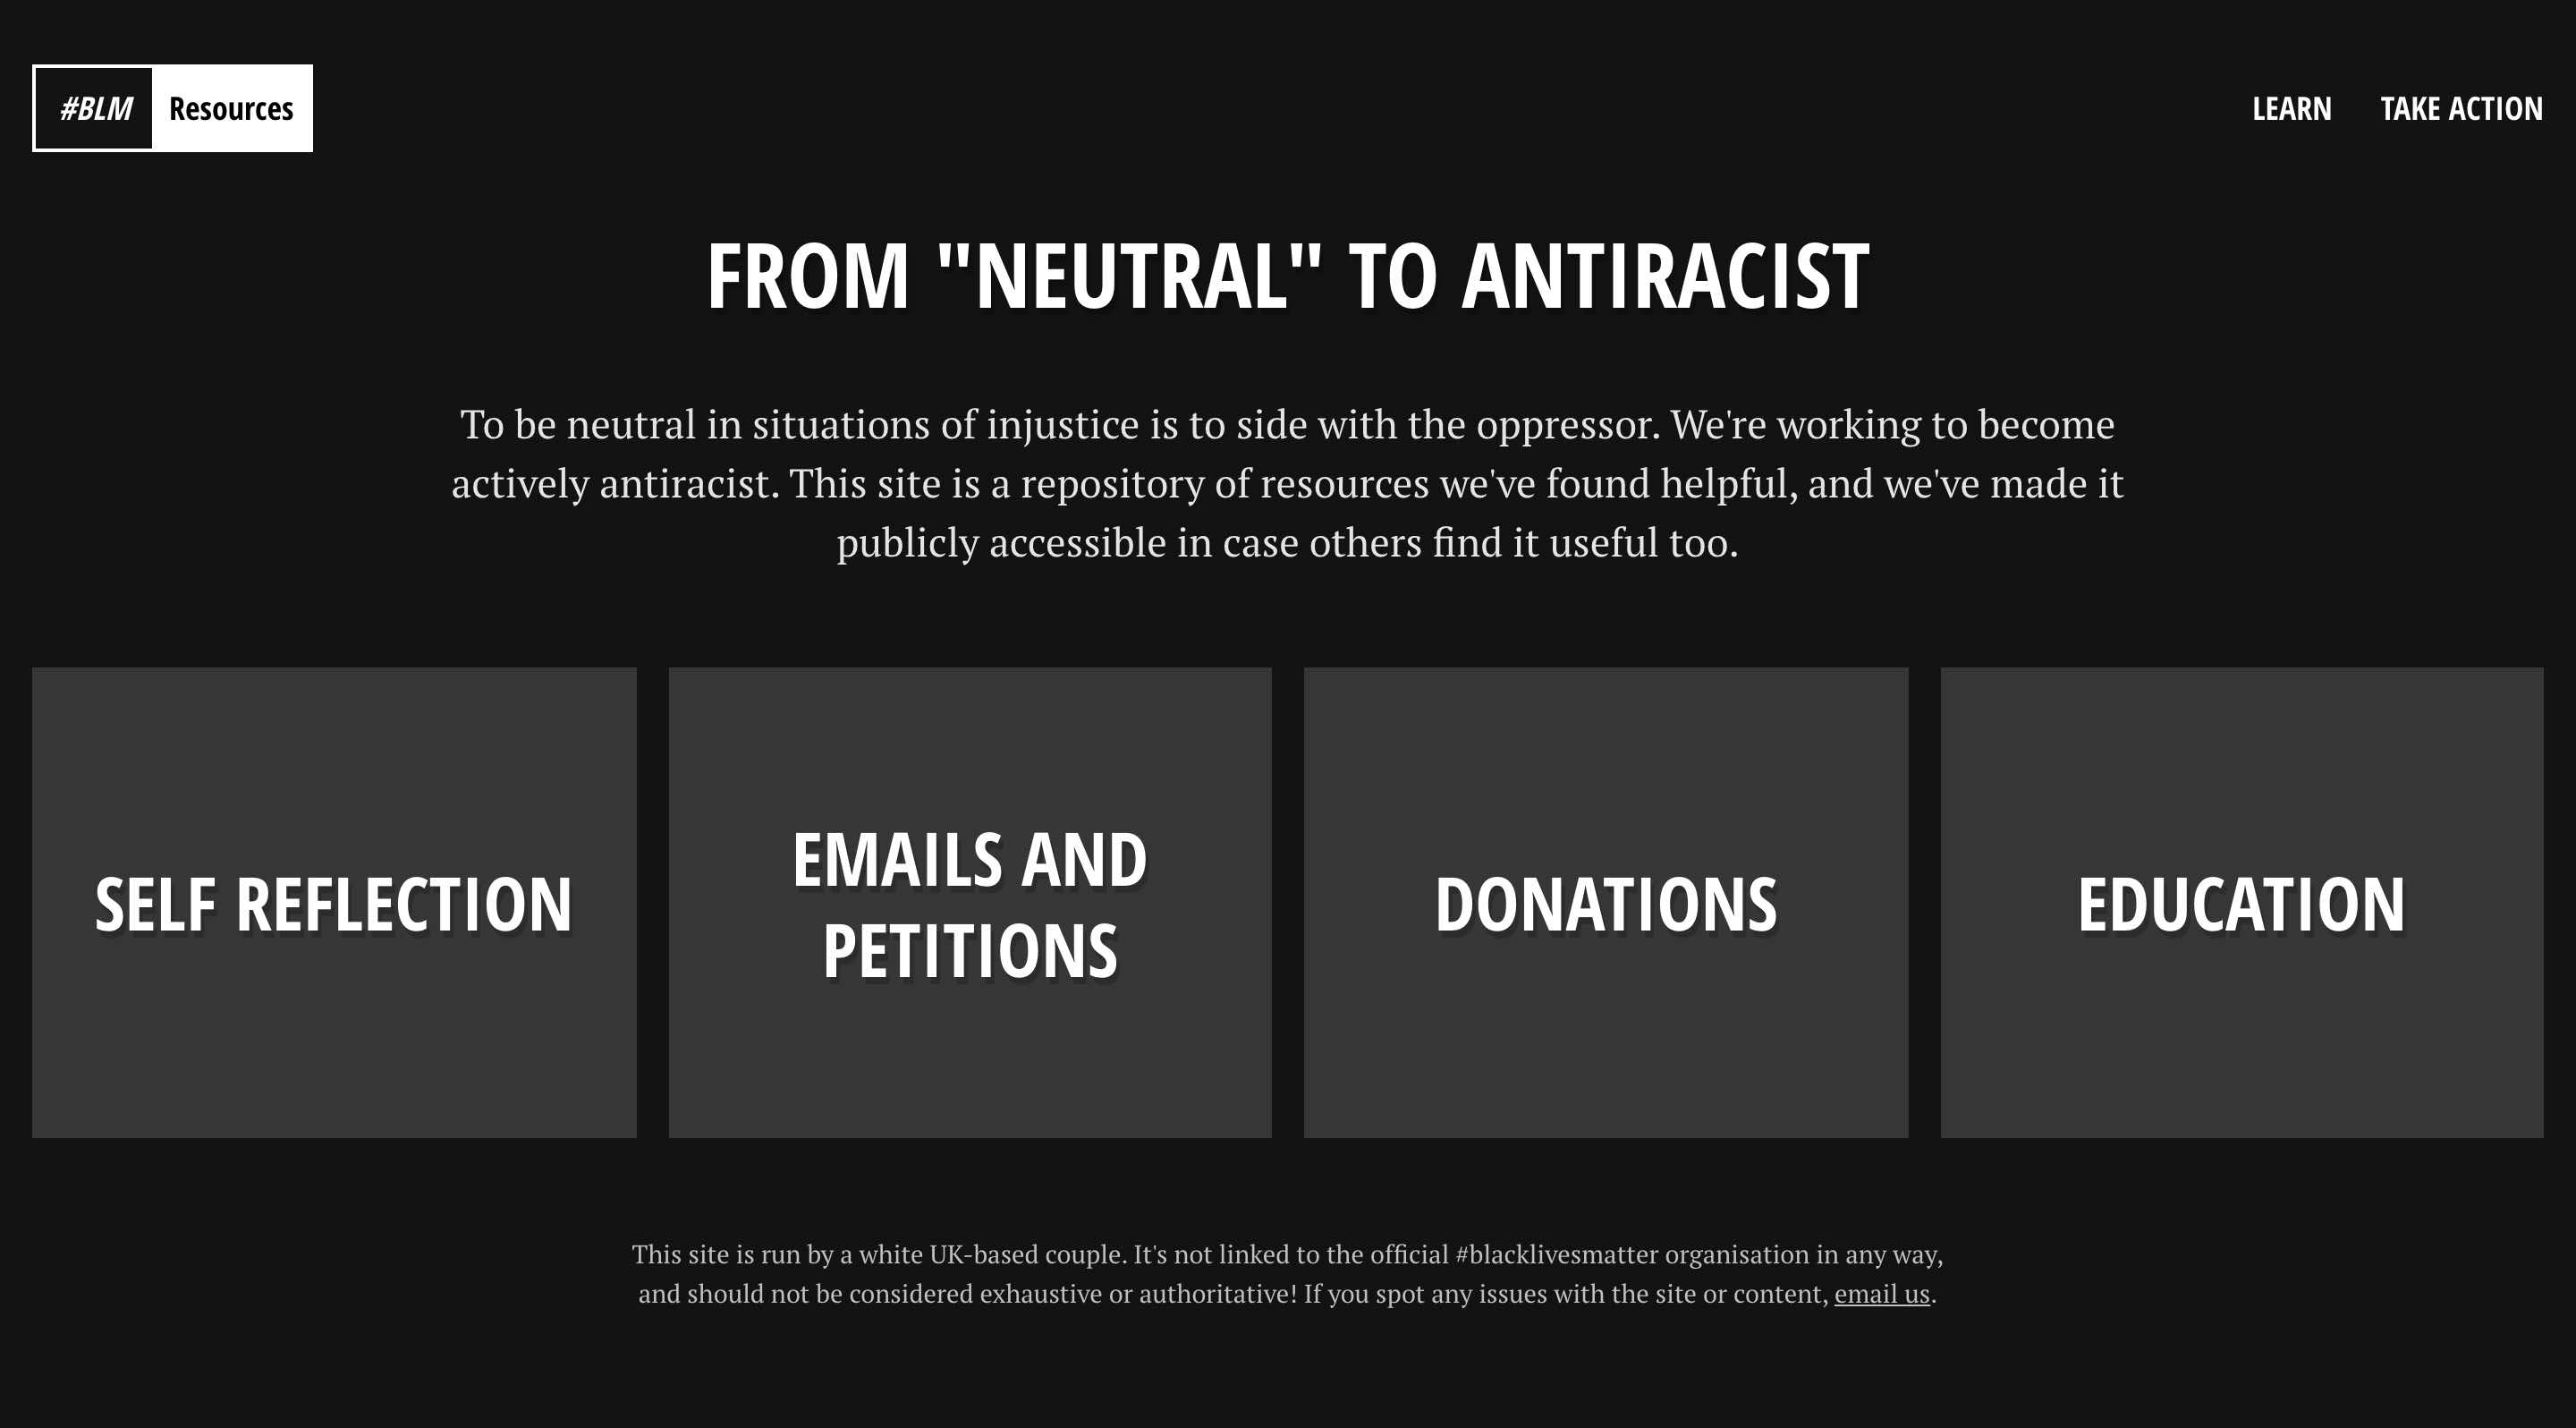 #BLM Resources
LEARN TAKE ACTION
FROM "NEUTRAL" TO ANTIRACIST
To be neutral in situations of injustice is to side with the oppressor. We're working to become
actively antiracist. This site is a repository of resources we've found helpful, and we've made it
publicly accessible in case others find it useful too.
SELF REFLECTION
EMAILS AND
PETITIONS
DONATIONS
EDUCATION
This site is run by a white UK-based couple. It's not linked to the official #blacklivesmatter organisation in any way,
and should not be considered exhaustive or authoritative! If you spot any issues with the site or content, email us.